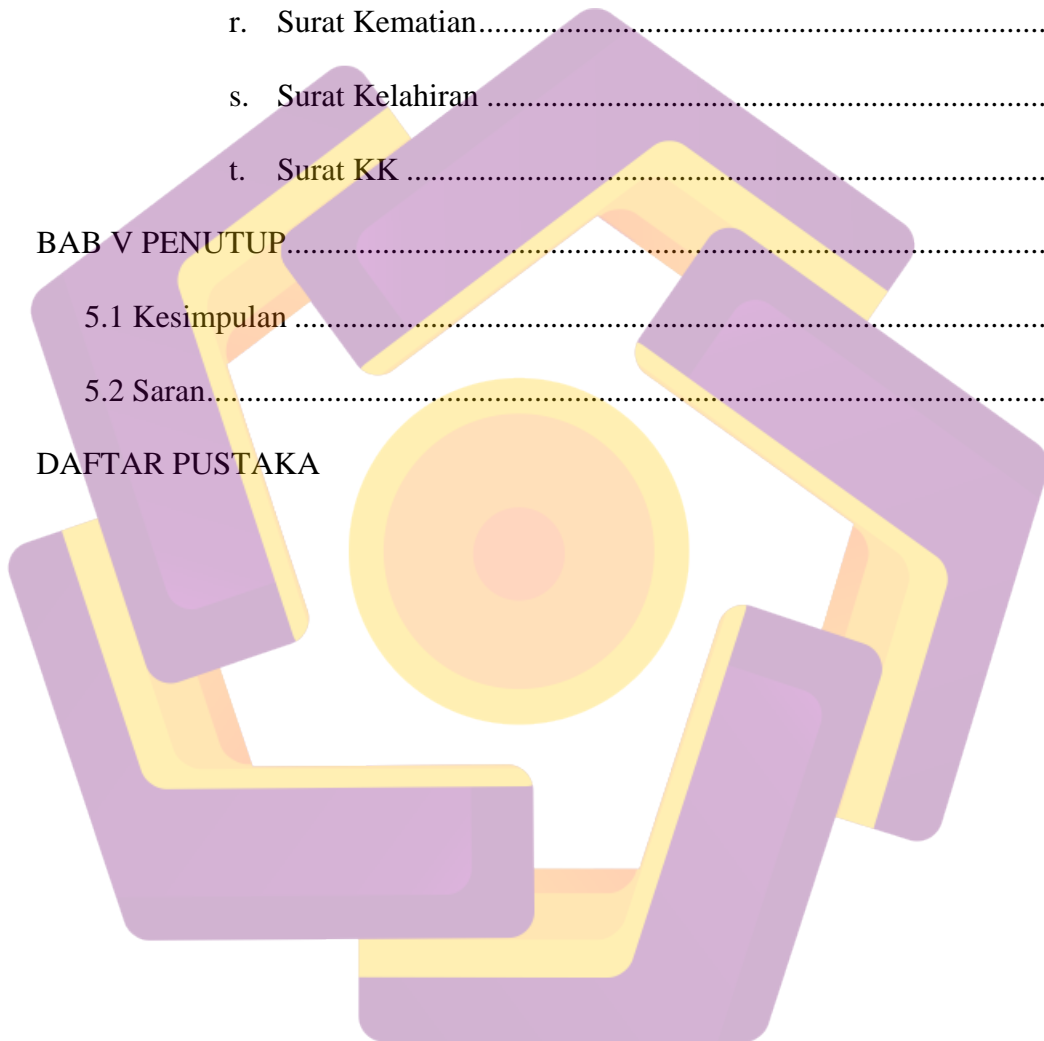 r. Surat Kematian........................................................................
s. Surat Kelahiran .......................................................................
t. Surat KK .................................................................................
BAB V PENUTUP................................................................................................
5.1 Kesimpulan ...............................................................................................
5.2 Saran..........................................................................................................
DAFTAR PUSTAKA